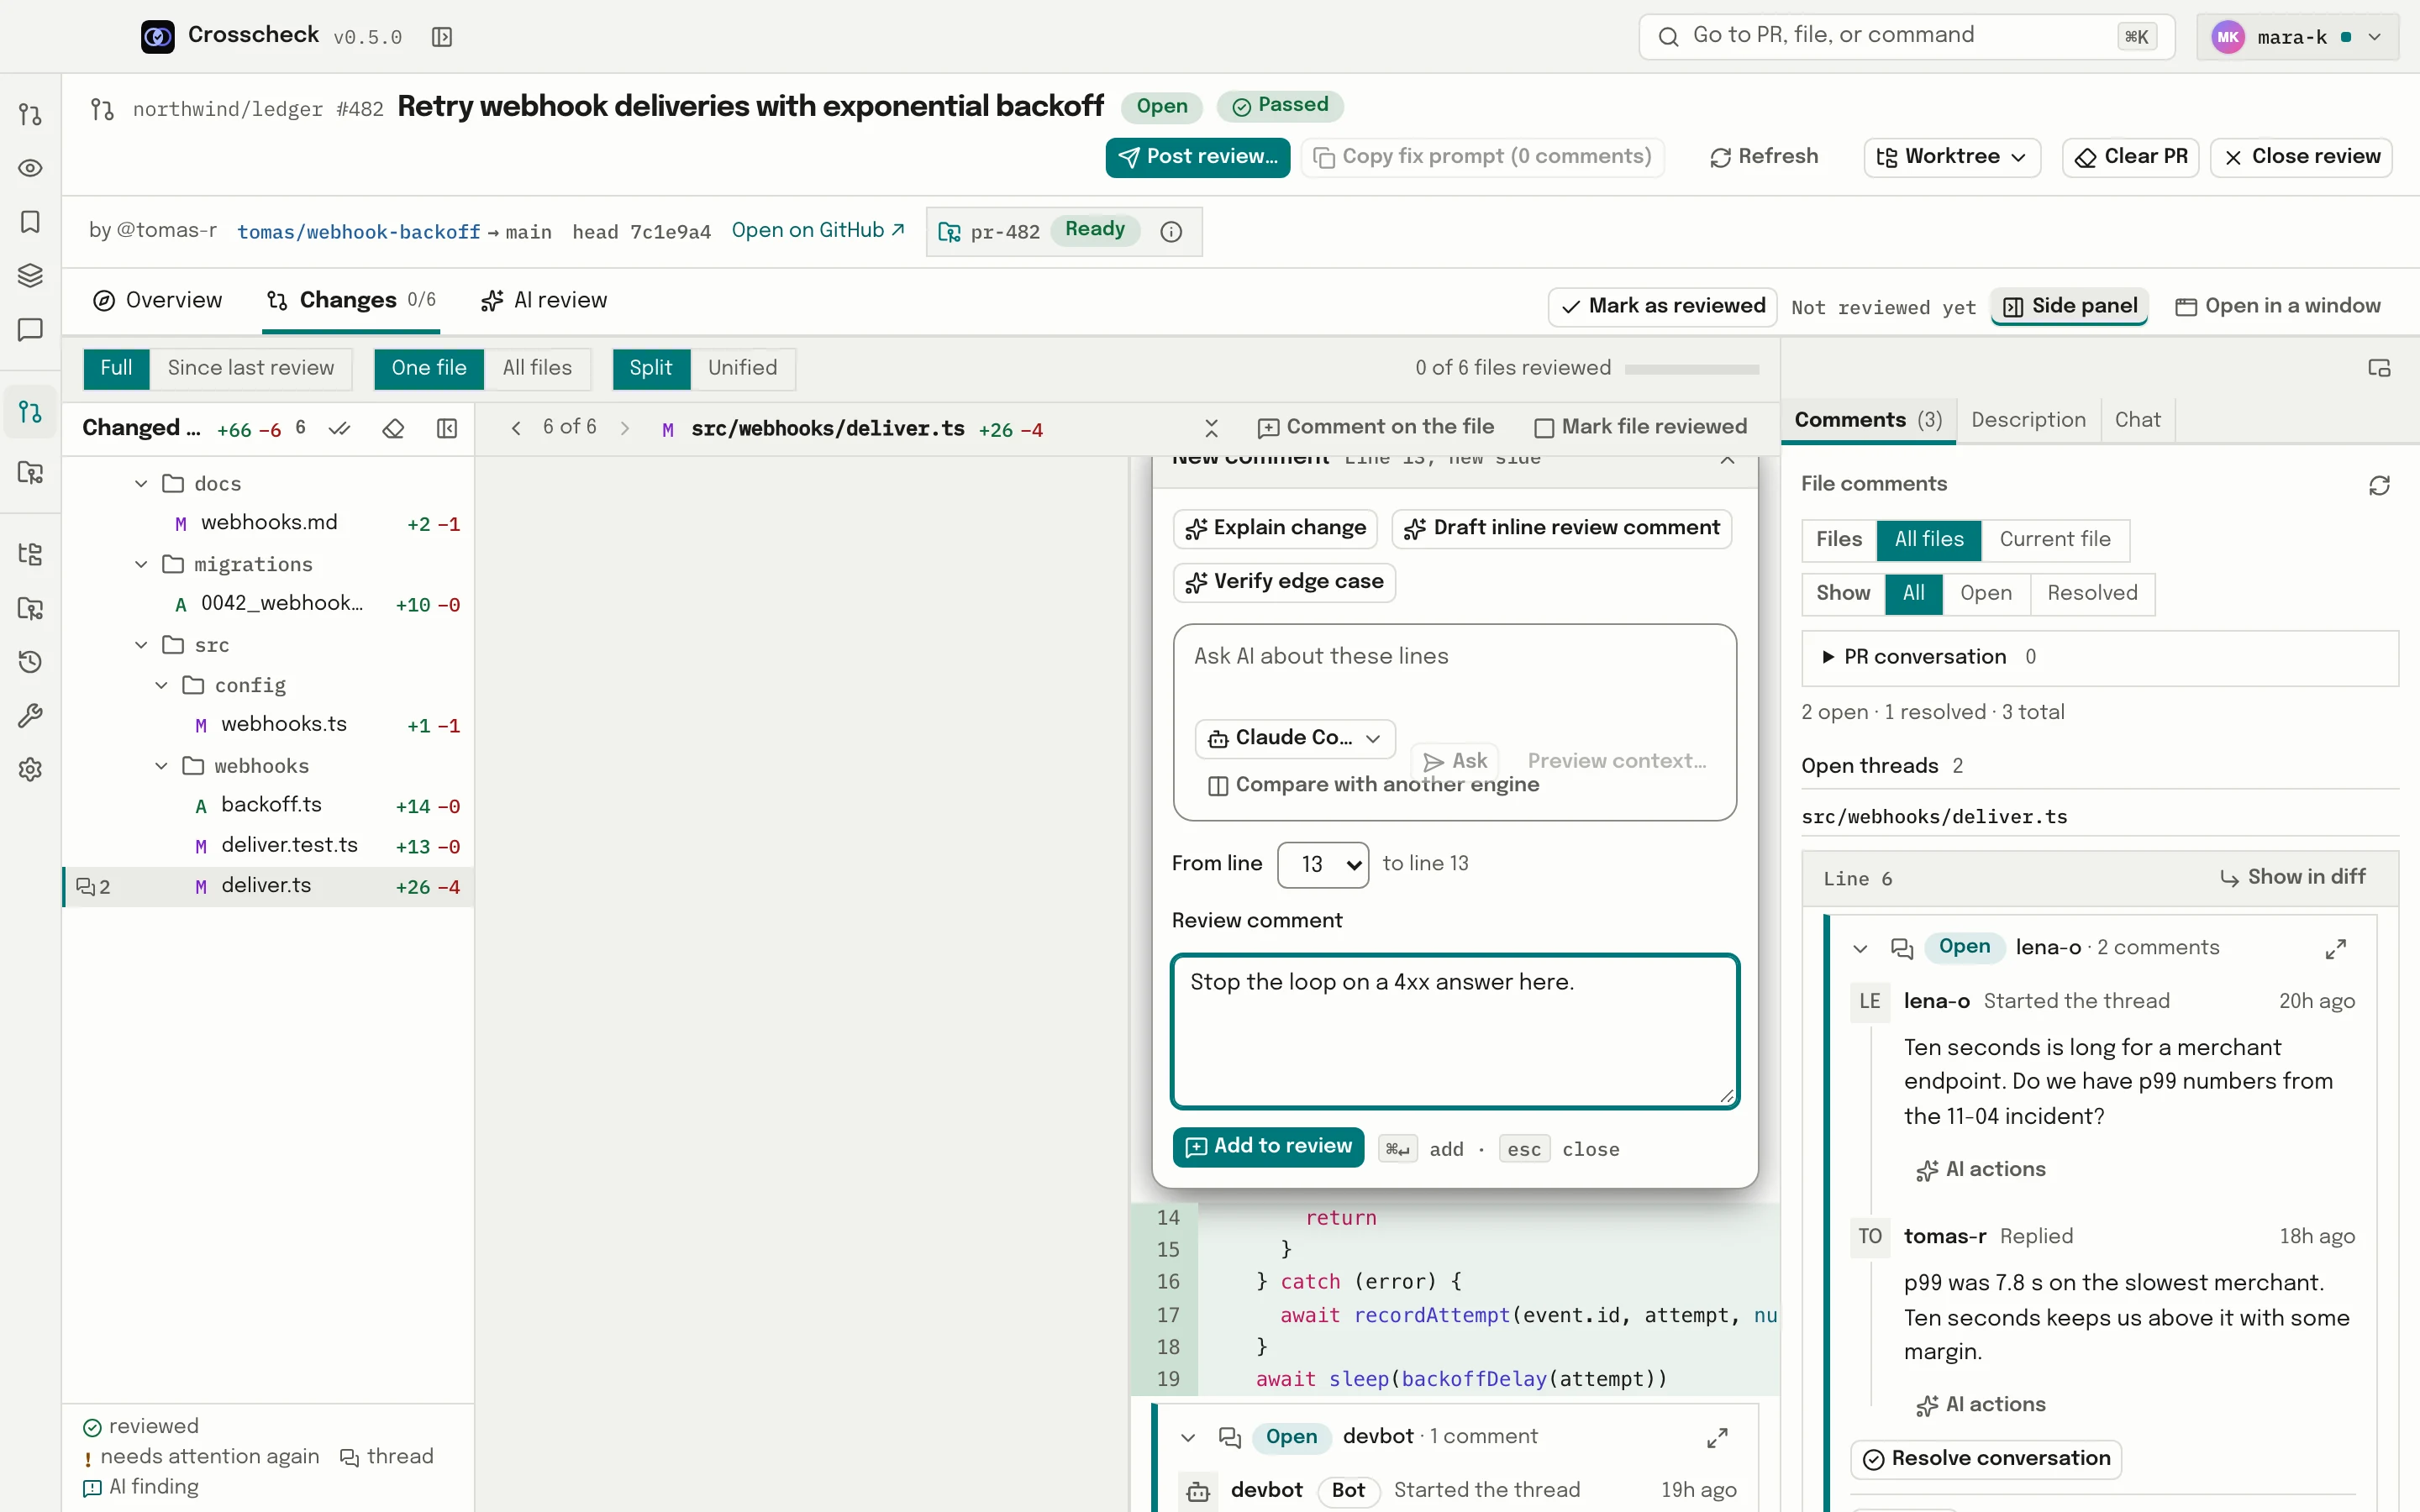 Crosscheck v0.5.0
Go to PR, file, or command ⌘K
MK mara-k
northwind/ledger #482 Retry webhook deliveries with exponential backoff Open Passed
Post review... Copy fix prompt (0 comments) Refresh Worktree Clear PR Close review
by @tomas-r tomas/webhook-backoff → main head 7c1e9a4 Open on GitHub ↗ pr-482 Ready
Overview Changes 0/6 AI review
Mark as reviewed Not reviewed yet Side panel Open in a window
Full Since last review One file All files Split Unified 0 of 6 files reviewed
Changed ... +66 −6 6
6 of 6 M src/webhooks/deliver.ts +26 −4 Comment on the file Mark file reviewed
docs
M webhooks.md +2 −1
migrations
A 0042_webhook... +10 −0
src
config
M webhooks.ts +1 −1
webhooks
A backoff.ts +14 −0
M deliver.test.ts +13 −0
2 M deliver.ts +26 −4
reviewed
! needs attention again thread
AI finding
New comment Line 13, new side
Explain change Draft inline review comment
Verify edge case
Ask AI about these lines
Claude Co... Ask Preview context...
Compare with another engine
From line 13 to line 13
Review comment
Stop the loop on a 4xx answer here.
Add to review ⌘↵ add · esc close
14 return
15 }
16 } catch (error) {
17 await recordAttempt(event.id, attempt, nu
18 }
19 await sleep(backoffDelay(attempt))
Open devbot · 1 comment
devbot Bot Started the thread 19h ago
Comments (3) Description Chat
File comments
Files All files Current file
Show All Open Resolved
PR conversation 0
2 open · 1 resolved · 3 total
Open threads 2
src/webhooks/deliver.ts
Line 6 Show in diff
Open lena-o · 2 comments
LE lena-o Started the thread 20h ago
Ten seconds is long for a merchant
endpoint. Do we have p99 numbers from
the 11-04 incident?
AI actions
TO tomas-r Replied 18h ago
p99 was 7.8 s on the slowest merchant.
Ten seconds keeps us above it with some
margin.
AI actions
Resolve conversation